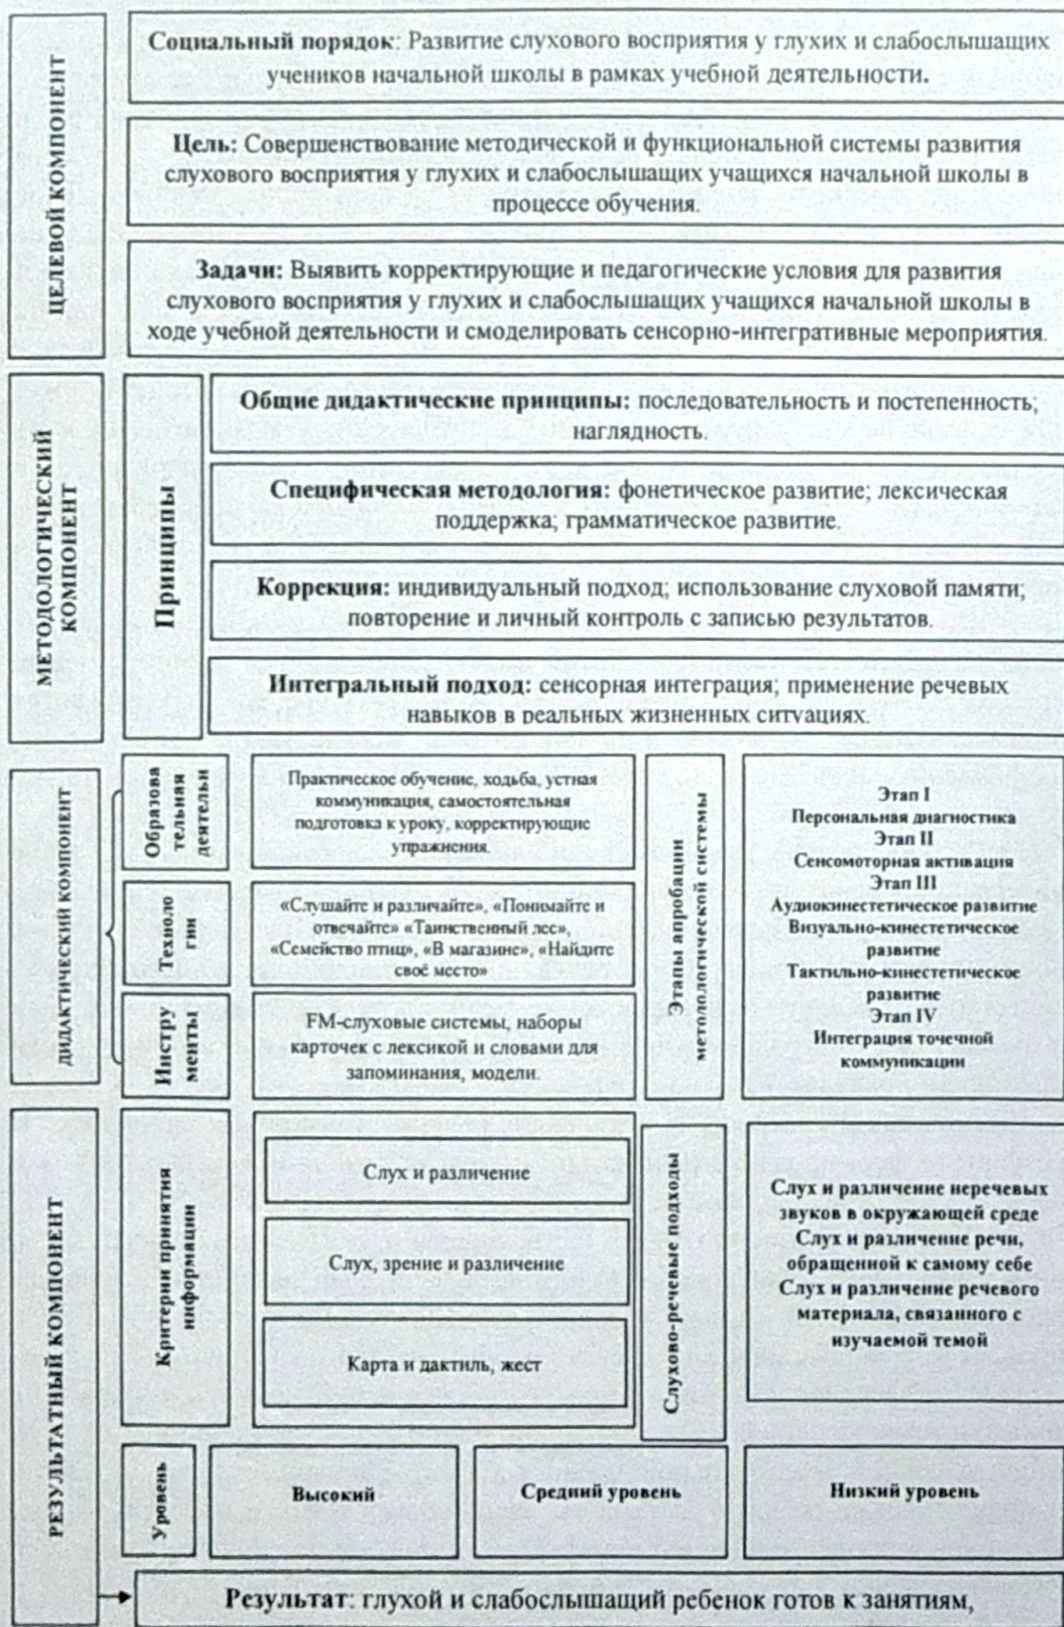 ЦЕЛЕВОЙ КОМПОНЕНТ
Социальный порядок: Развитие слухового восприятия у глухих и слабослышащих
учеников начальной школы в рамках учебной деятельности.
Цель: Совершенствование методической и функциональной системы развития
слухового восприятия у глухих и слабослышащих учащихся начальной школы в
процессе обучения.
Задачи: Выявить корректирующие и педагогические условия для развития
слухового восприятия у глухих и слабослышащих учащихся начальной школы в
ходе учебной деятельности и смоделировать сенсорно-интегративные мероприятия.
МЕТОДОЛОГИЧЕСКИЙ
КОМПОНЕНТ
Принципы
Общие дидактические принципы: последовательность и постепенность;
наглядность.
Специфическая методология: фонетическое развитие; лексическая
поддержка; грамматическое развитие.
Коррекция: индивидуальный подход; использование слуховой памяти;
повторение и личный контроль с записью результатов.
Интегральный подход: сенсорная интеграция; применение речевых
навыков в реальных жизненных ситуациях.
ДИДАКТИЧЕСКИЙ КОМПОНЕНТ
Образова
тельная
деятельн
Практическое обучение, ходьба, устная
коммуникация, самостоятельная
подготовка к уроку, корректирующие
упражнения.
Техноло
гии
«Слушайте и различайте», «Понимайте и
отвечайте» «Таинственный лес»,
«Семейство птиц», «В магазине», «Найдите
своё место»
Инстру
менты
FM-слуховые системы, наборы
карточек с лексикой и словами для
запоминания, модели.
Этапы апробации
методологической системы
Этап I
Персональная диагностика
Этап II
Сенсомоторная активация
Этап III
Аудиокинестетическое развитие
Визуально-кинестетическое
развитие
Тактильно-кинестетическое
развитие
Этап IV
Интеграция точечной
коммуникации
РЕЗУЛЬТАТНЫЙ КОМПОНЕНТ
Критерии принятия
информации
Слух и различение
Слух, зрение и различение
Карта и дактиль, жест
Слухово-речевые подходы
Слух и различение неречевых
звуков в окружающей среде
Слух и различение речи,
обращенной к самому себе
Слух и различение речевого
материала, связанного с
изучаемой темой
Уровень
Высокий
Средний уровень
Низкий уровень
Результат: глухой и слабослышащий ребенок готов к занятиям,